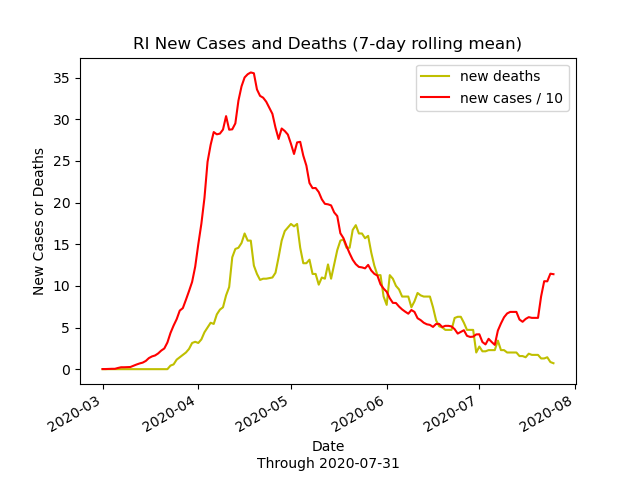 RI New Cases and Deaths (7-day rolling mean)
new deaths
new cases / 10
35
30
25
20
15
10
5
0
New Cases or Deaths
2020-03
2020-04
2020-05
2020-06
2020-07
2020-08
Date
Through 2020-07-31